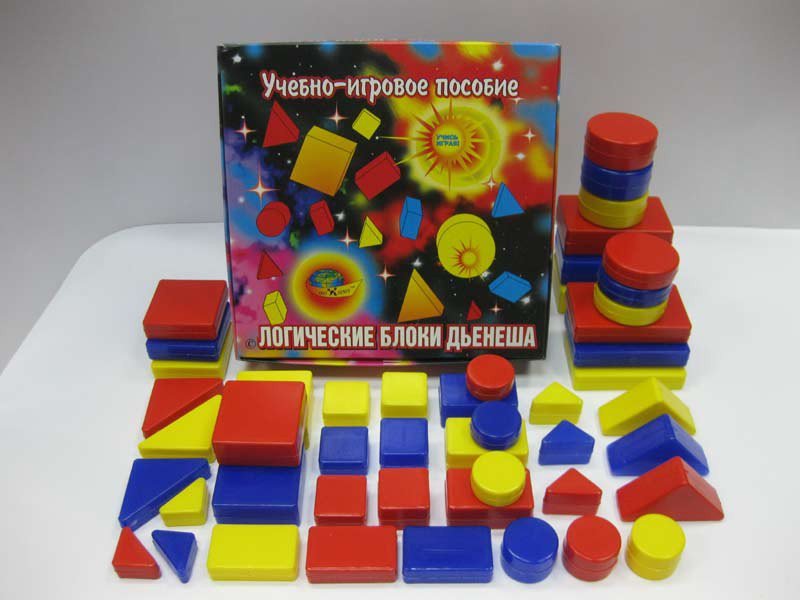 Учебно-игровое пособие
УЧИСЬ
ИГРАЯ!
© ЛОГИЧЕСКИЕ БЛОКИ ДЬЕНЕША